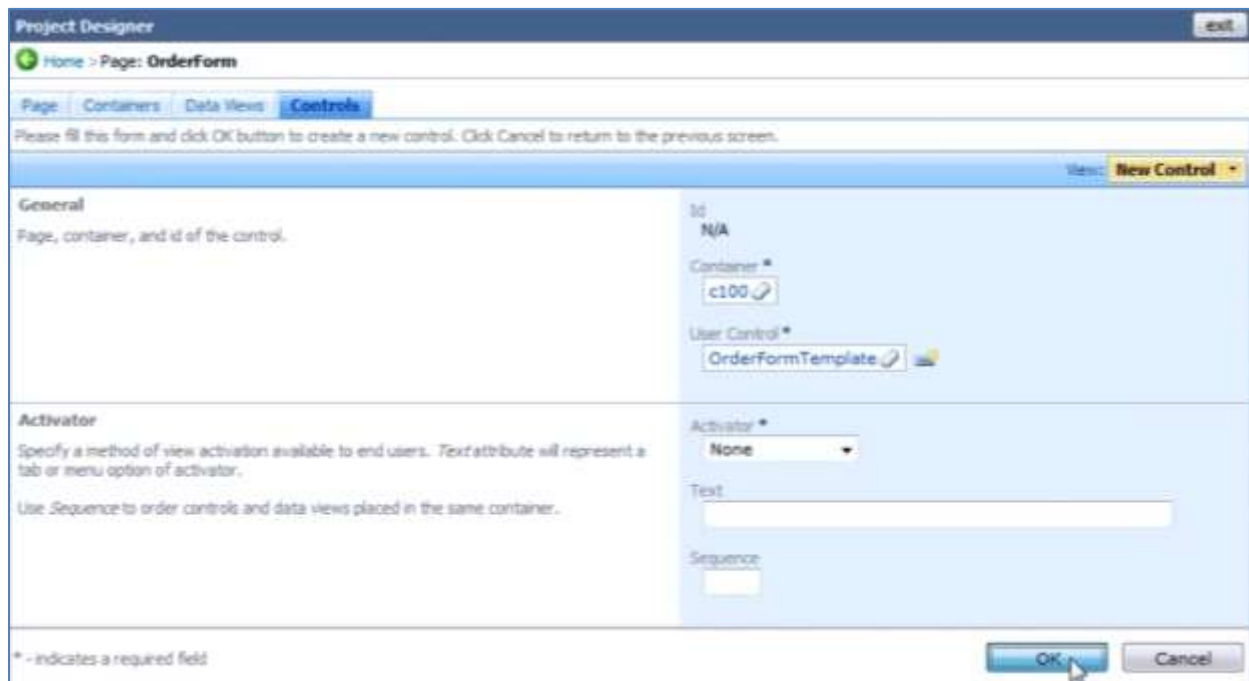 Project Designer
exit
Home > Page: OrderForm
Page Containers Data Views Controls
Please fill this form and click OK button to create a new control. Click Cancel to return to the previous screen.
View: New Control
General
Page, container, and id of the control.
Id
N/A
Container *
c100
User Control *
OrderFormTemplate
Activator
Specify a method of view activation available to end users. Text attribute will represent a
tab or menu option of activator.
Use Sequence to order controls and data views placed in the same container.
Activator *
None
Text
Sequence
* - indicates a required field
OK
Cancel